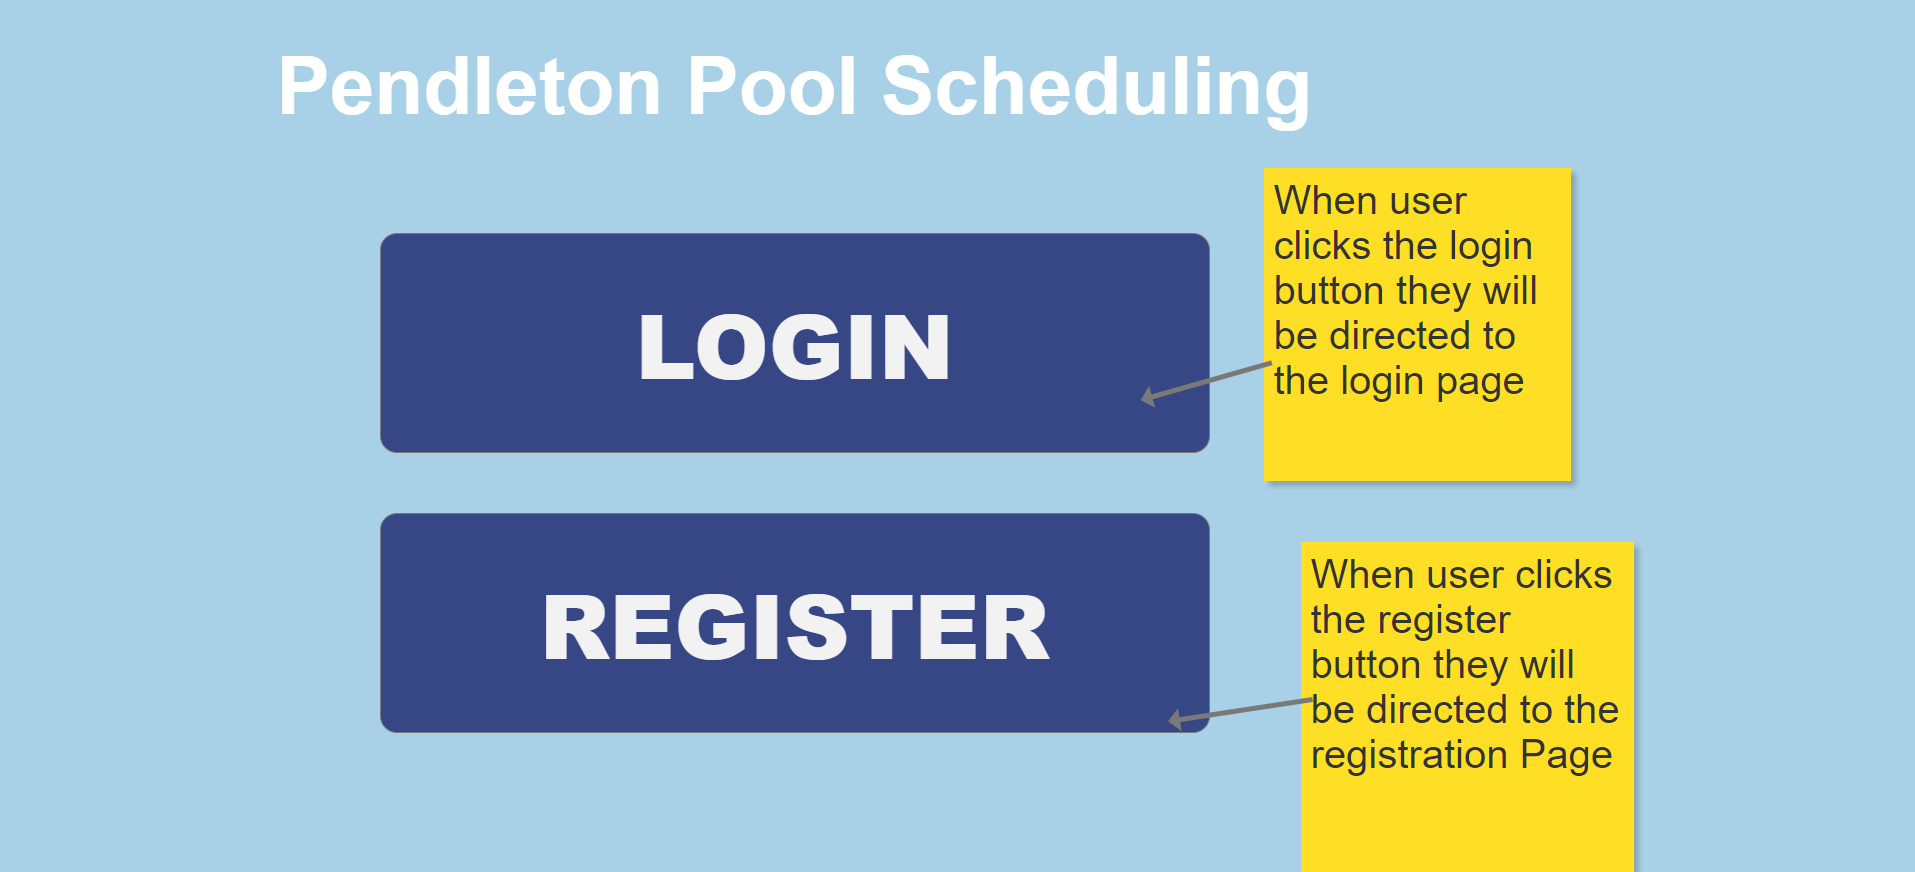 Pendleton Pool Scheduling
LOGIN
When user
clicks the login
button they will
be directed to
the login page
REGISTER
When user clicks
the register
button they will
be directed to the
registration Page